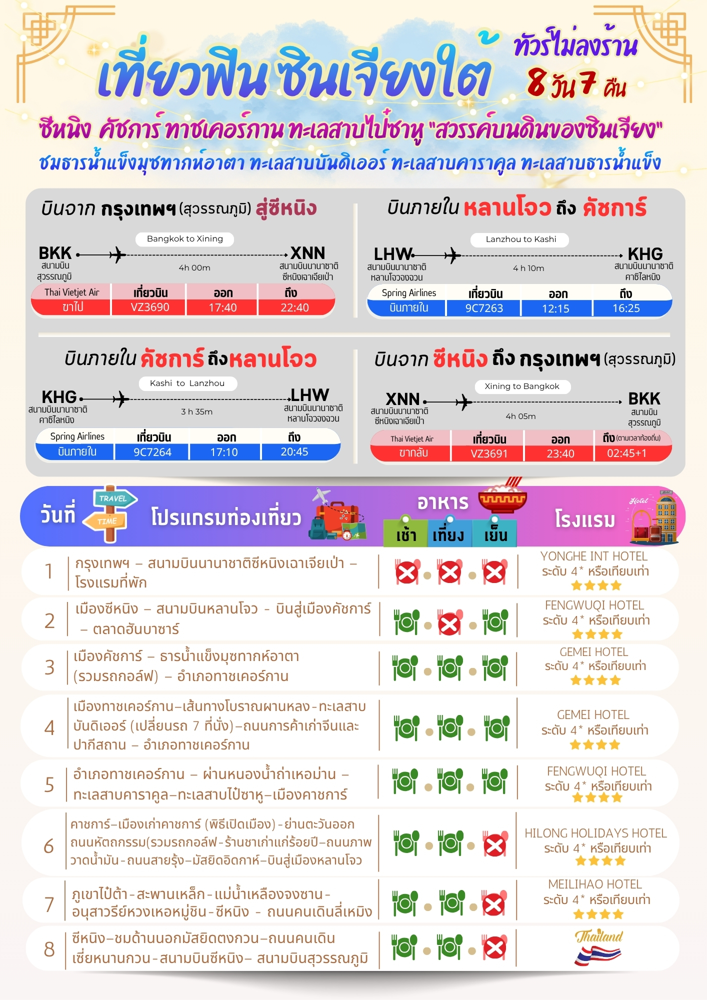 เที่ยวฟิน ซินเจียงใต้
ทัวร์ไม่ลงร้าน
8 วัน 7 คืน
ซีหนิง คัชการ์ ทาชเคอร์กาน ทะเลสาบไป๋ซาหู "สวรรค์บนดินของซินเจียง"
ชมธารน้ำแข็งมุซทากห์อาตา ทะเลสาบบันดิเออร์ ทะเลสาบคาราคูล ทะเลสาบธารน้ำแข็ง
บินจาก กรุงเทพฯ (สุวรรณภูมิ) สู่ซีหนิง
Bangkok to Xining
BKK
XNN
สนามบิน
สุวรรณภูมิ
4h 00m
สนามบินนานาชาติ
ซีหนิงเฉาเจียเป่า
Thai Vietjet Air เที่ยวบิน ออก ถึง
ขาไป VZ3690 17:40 22:40
บินภายใน หลานโจวว ถึง คัชการ์
Lanzhou to Kashi
LHW
KHG
สนามบินนานาชาติ
หลานโจวจงฉวน
4 h 10m
สนามบินนานาชาติ
คาซิไลหนิง
Spring Airlines เที่ยวบิน ออก ถึง
บินภายใน 9C7263 12:15 16:25
บินภายใน คัชการ์ ถึงหลานโจวว
Kashi to Lanzhou
KHG
LHW
สนามบินนานาชาติ
คาซิไลหนิง
3 h 35m
สนามบินนานาชาติ
หลานโจวจงฉวน
Spring Airlines เที่ยวบิน ออก ถึง
บินภายใน 9C7264 17:10 20:45
บินจาก ซีหนิง ถึง กรุงเทพฯ (สุวรรณภูมิ)
Xining to Bangkok
XNN
BKK
สนามบินนานาชาติ
ซีหนิงเฉาเจียเป่า
4h 05m
สนามบิน
สุวรรณภูมิ
Thai Vietjet Air เที่ยวบิน ออก ถึง (ตามเวลาท้องถิ่น)
ขากลับ VZ3691 23:40 02:45+1
วันที่
TRAVEL
TIME
โปรแกรมท่องเที่ยว
อาหาร
เช้า เที่ยง เย็น
โรงแรม
Hotel
Hotel
1
กรุงเทพฯ – สนามบินนานาชาติซีหนิงเฉาเจียเป่า –
โรงแรมที่พัก
YONGHE INT HOTEL
ระดับ 4* หรือเทียบเท่า
2
เมืองซีหนิง – สนามบินหลานโจว - บินสู่เมืองคัชการ์
– ตลาดฮันบาซาร์
FENGWUQI HOTEL
ระดับ 4* หรือเทียบเท่า
3
เมืองคัชการ์ – ธารน้ำแข็งมุซทากห์อาตา
(รวมรถกอล์ฟ) – อำเภอทาชเคอร์กาน
GEMEI HOTEL
ระดับ 4* หรือเทียบเท่า
4
เมืองทาชเคอร์กาน–เส้นทางโบราณผานหลง-ทะเลสาบ
บันดิเออร์ (เปลี่ยนรถ 7 ที่นั่ง)–ถนนการค้าเก่าจีนและ
ปากีสถาน – อำเภอทาชเคอร์กาน
GEMEI HOTEL
ระดับ 4* หรือเทียบเท่า
5
อำเภอทาชเคอร์กาน – ผ่านหนองน้ำถ่าเหอม่าน –
ทะเลสาบคาราคูล–ทะเลสาบไป๋ซาหู–เมืองคาชการ์
FENGWUQI HOTEL
ระดับ 4* หรือเทียบเท่า
6
คาชการ์–เมืองเก่าคาชการ์ (พิธีเปิดเมือง)-ย่านตะวันออก
ถนนหัตถกรรม(รวมรถกอล์ฟ-ร้านชาเก่าแก่ร้อยปี–ถนนภาพ
วาดน้ำมัน-ถนนสายรุ้ง–มัสยิดอิดกาห์–บินสู่เมืองหลานโจว
HILONG HOLIDAYS HOTEL
ระดับ 4* หรือเทียบเท่า
7
ภูเขาไป๋ต้า-สะพานเหล็ก-แม่น้ำเหลืองจงซาน-
อนุสาวรีย์หวงเหอหมู่ชิน-ซีหนิง - ถนนคนเดินลี่เหมิง
MEILIHAO HOTEL
ระดับ 4* หรือเทียบเท่า
8
ซีหนิง–ชมด้านนอกมัสยิดตงกวน–ถนนคนเดิน
เซี่ยหนานกวน-สนามบินซีหนิง– สนามบินสุวรรณภูมิ
Thailand